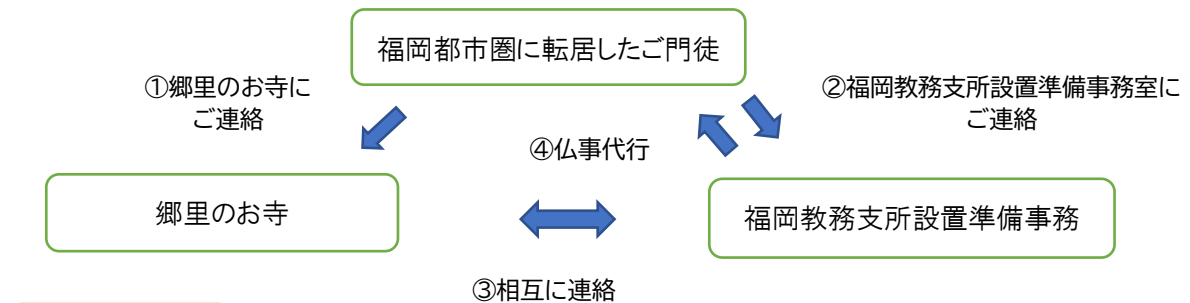 福岡都市圏に転居したご門徒
①郷里のお寺に
ご連絡
②福岡教務支所設置準備事務室に
ご連絡
④仏事代行
郷里のお寺
福岡教務支所設置準備事務
③相互に連絡